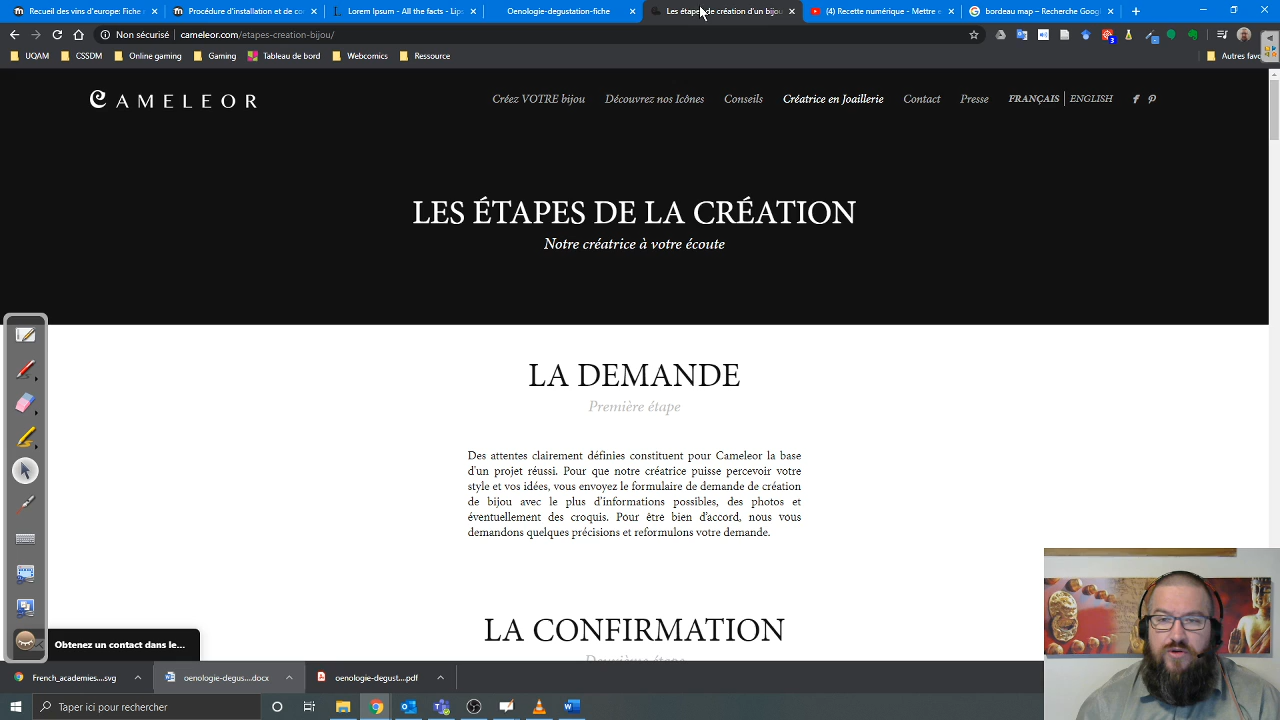 Recueil des vins d'europe: Fiche
Procédure d'installation et de co
Lorem Ipsum - All the facts - Lips
Oenologie-degustation-fiche
Les étapes de création d'un bijou
(4) Recette numérique - Mettre e
bordeau map – Recherche Googl
Non sécurisé | cameleor.com/etapes-creation-bijou/
UQAM
CSSDM
Online gaming
Gaming
Tableau de bord
Webcomics
Ressource
Autres favo
CAMELEOR
Créez VOTRE bijou
Découvrez nos Icônes
Conseils
Créatrice en Joaillerie
Contact
Presse
FRANÇAIS | ENGLISH
LES ÉTAPES DE LA CRÉATION
Notre créatrice à votre écoute
LA DEMANDE
Première étape
Des attentes clairement définies constituent pour Cameleor la base
d'un projet réussi. Pour que notre créatrice puisse percevoir votre
style et vos idées, vous envoyez le formulaire de demande de création
de bijou avec le plus d'informations possibles, des photos et
éventuellement des croquis. Pour être bien d'accord, nous vous
demandons quelques précisions et reformulons votre demande.
LA CONFIRMATION
Deuxième étape
Obtenez un contact dans le...
French_academies....svg
oenologie-degus....docx
oenologie-degust....pdf
Taper ici pour rechercher